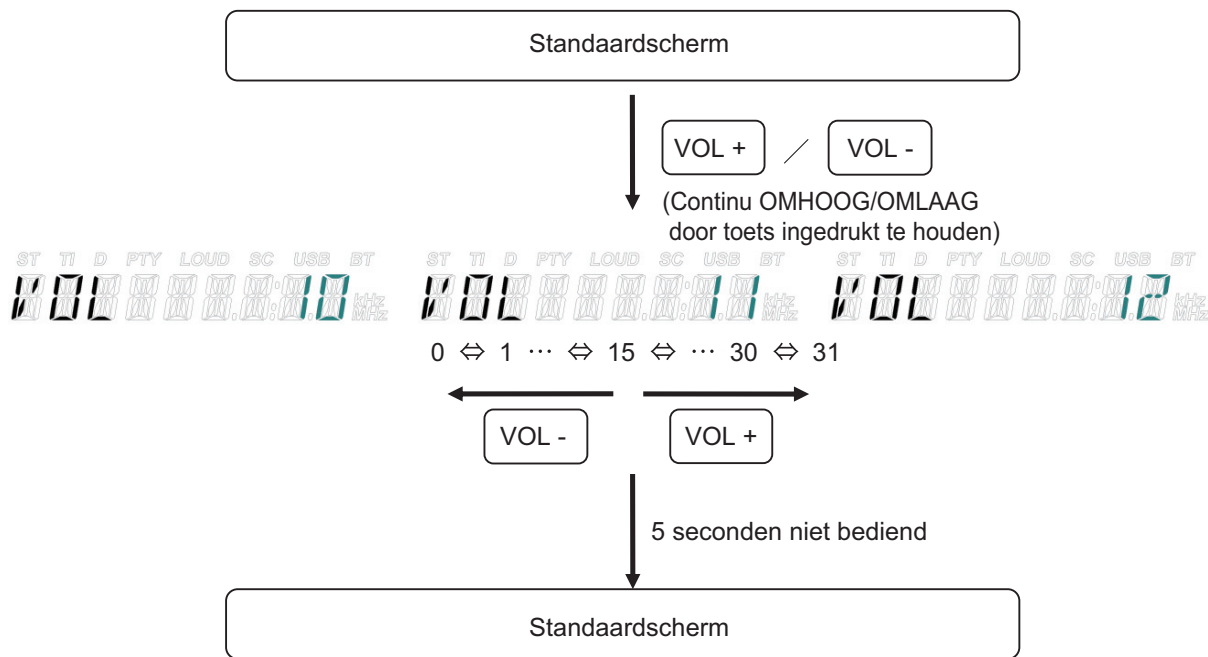 Standaardscherm
VOL + / VOL -
(Continu OMHOOG/OMLAAG
door toets ingedrukt te houden)
ST TI D PTY LOUD SC USB BT ST TI D PTY LOUD SC USB BT ST TI D PTY LOUD SC USB BT
VOL 10 kHz MHz VOL 11 kHz MHz VOL 12 kHz MHz
0 ⇔ 1 ··· ⇔ 15 ⇔ ··· 30 ⇔ 31
VOL - VOL +
5 seconden niet bediend
Standaardscherm